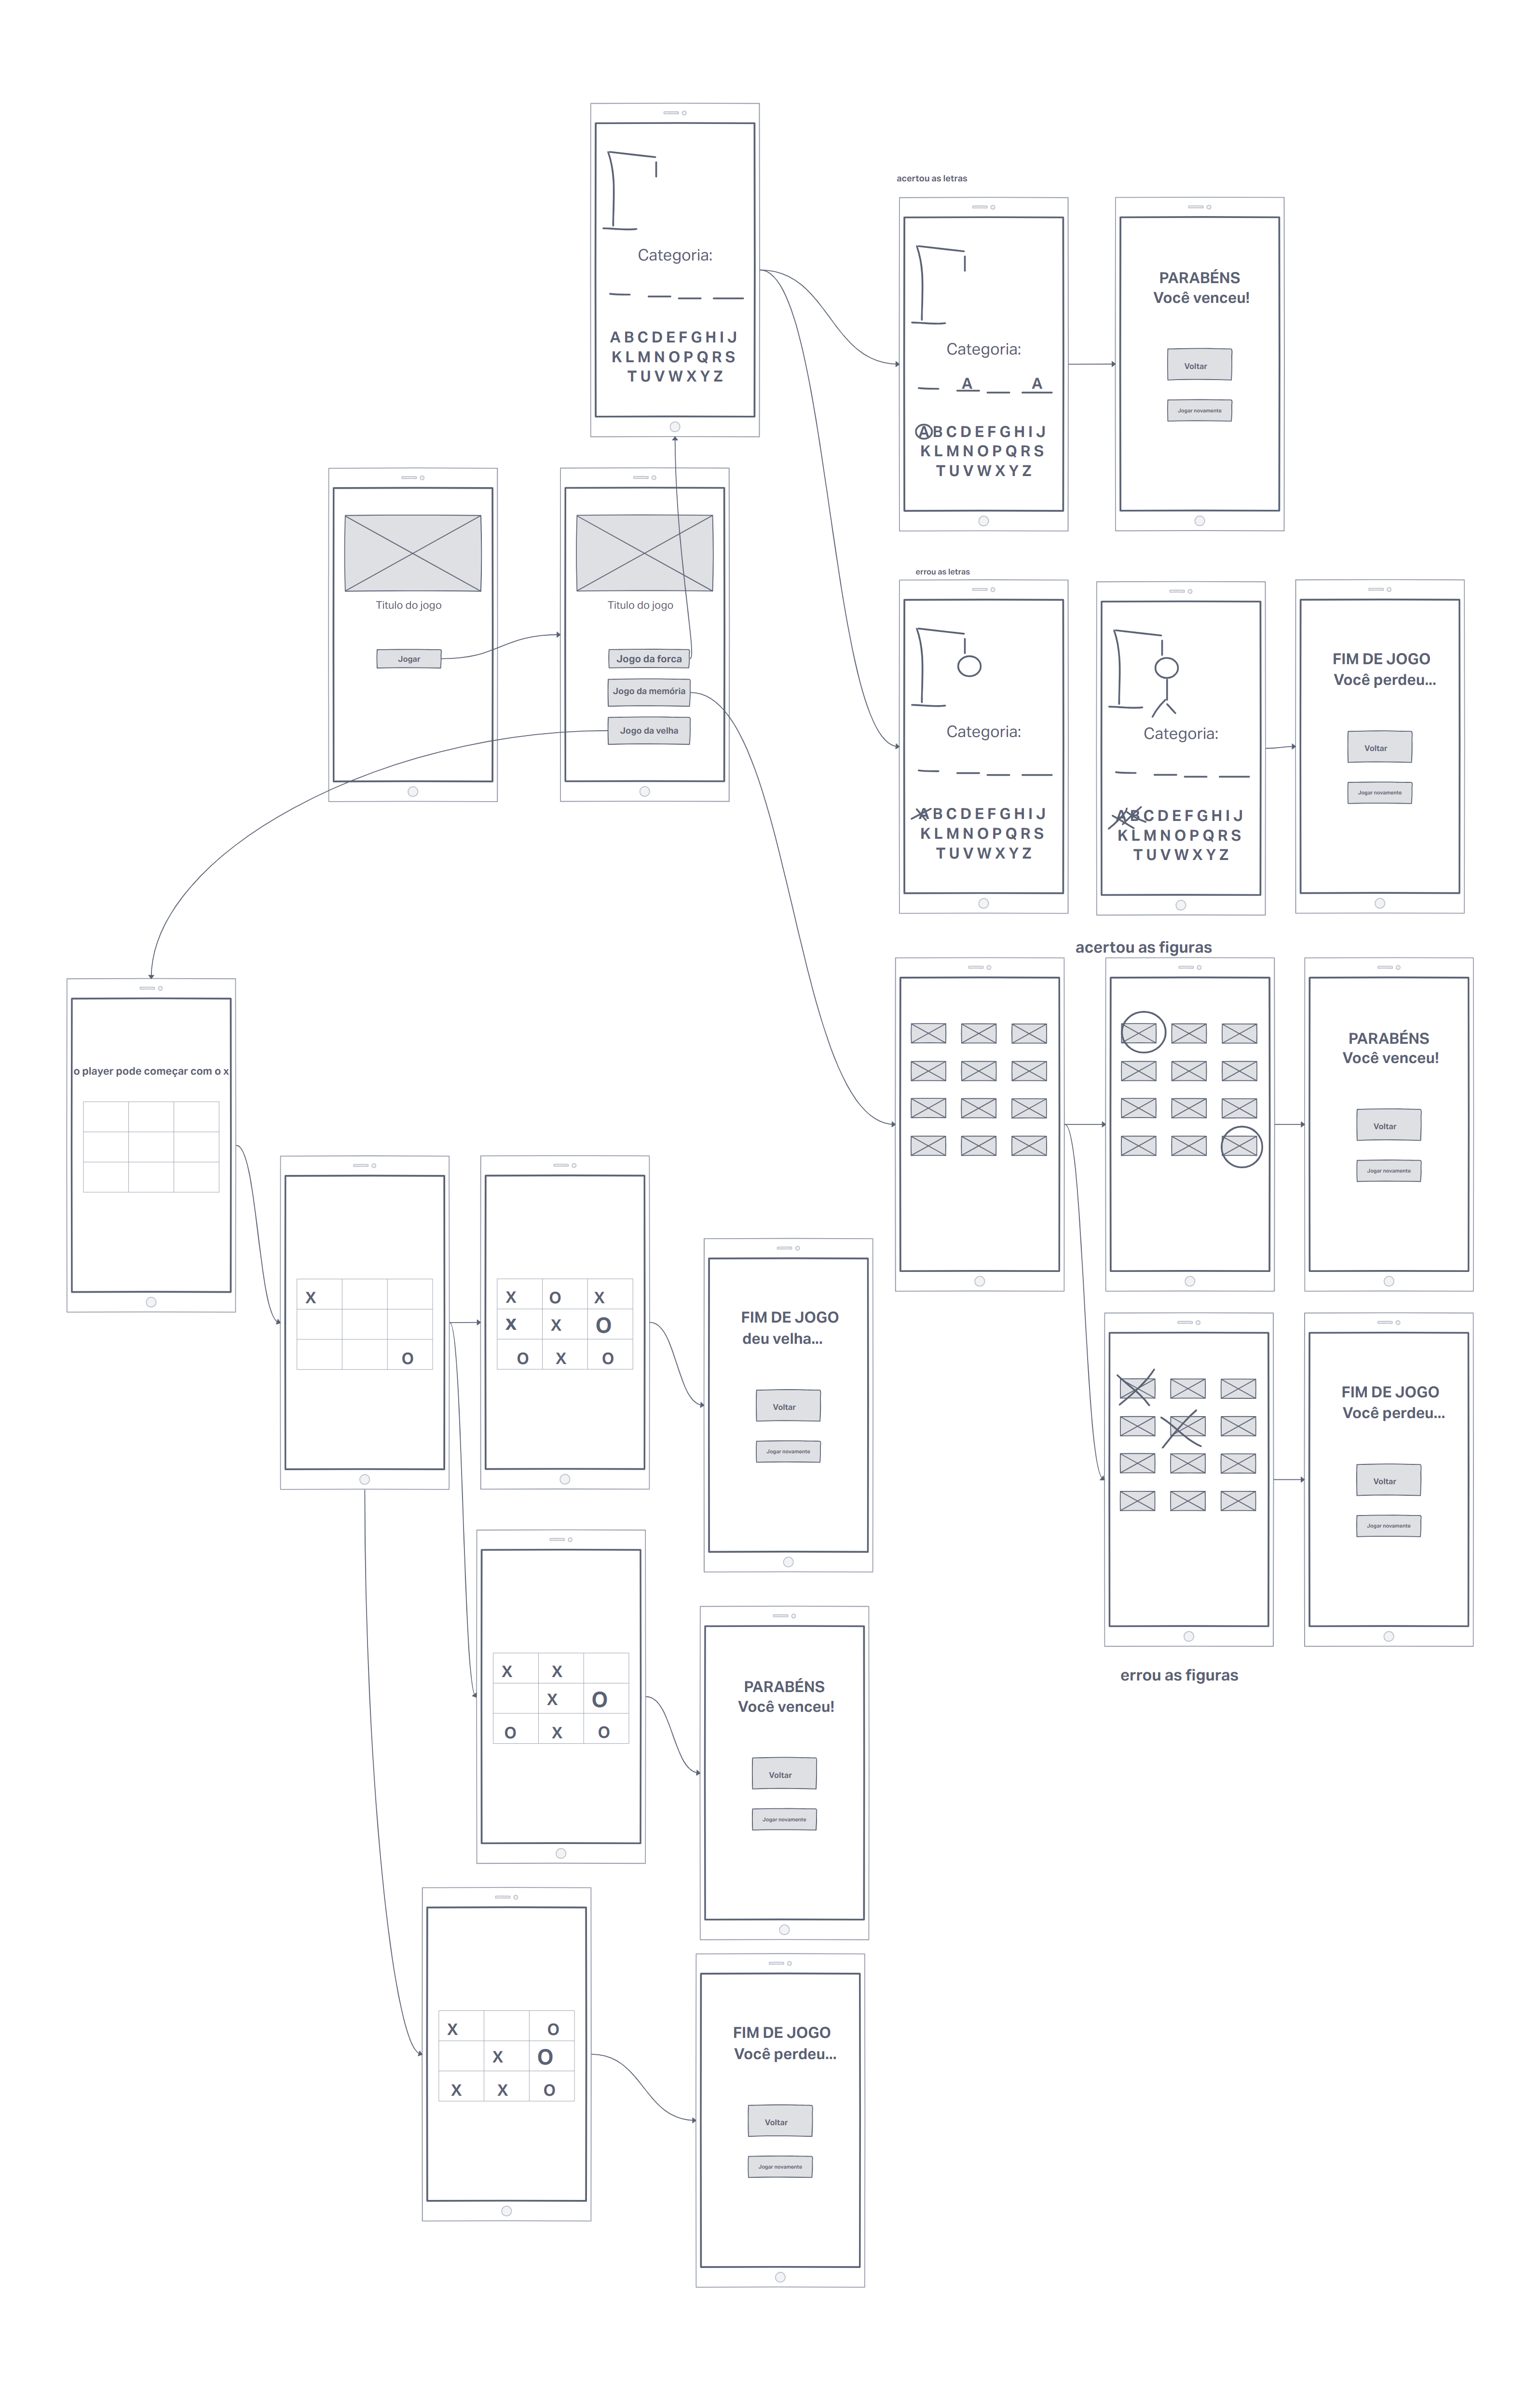 Categoria:
A B C D E F G H I J
K L M N O P Q R S
T U V W X Y Z
acertou as letras
Categoria:
A A
A B C D E F G H I J
K L M N O P Q R S
T U V W X Y Z
PARABÉNS
Você venceu!
Voltar
Jogar novamente
Titulo do jogo
Jogar
Titulo do jogo
Jogo da forca
Jogo da memória
Jogo da velha
errou as letras
Categoria:
A B C D E F G H I J
K L M N O P Q R S
T U V W X Y Z
Categoria:
A B C D E F G H I J
K L M N O P Q R S
T U V W X Y Z
FIM DE JOGO
Você perdeu...
Voltar
Jogar novamente
acertou as figuras
PARABÉNS
Você venceu!
Voltar
Jogar novamente
FIM DE JOGO
Você perdeu...
Voltar
Jogar novamente
errou as figuras
o player pode começar com o x
X
O
X O X
x X O
O X O
FIM DE JOGO
deu velha...
Voltar
Jogar novamente
X X
X O
O X O
PARABÉNS
Você venceu!
Voltar
Jogar novamente
X O
X O
X X O
FIM DE JOGO
Você perdeu...
Voltar
Jogar novamente